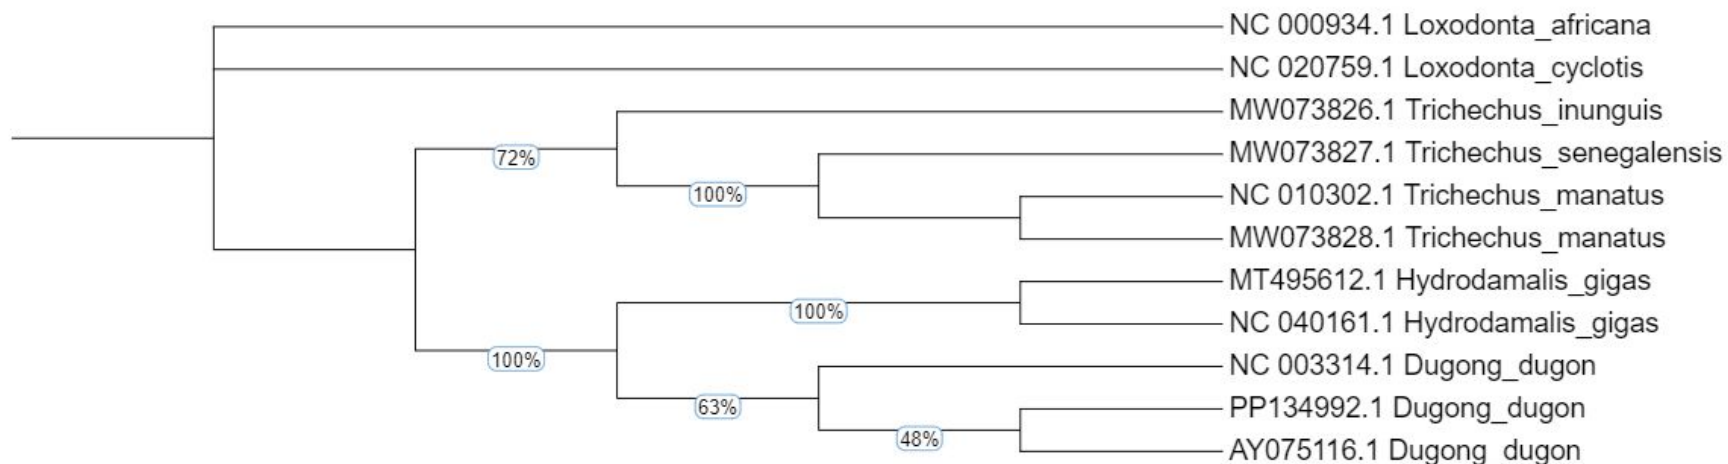 NC 000934.1 Loxodonta_africana
NC 020759.1 Loxodonta_cyclotis
MW073826.1 Trichechus_inunguis
72%
MW073827.1 Trichechus_senegalensis
100%
NC 010302.1 Trichechus_manatus
MW073828.1 Trichechus_manatus
MT495612.1 Hydrodamalis_gigas
100%
NC 040161.1 Hydrodamalis_gigas
100%
NC 003314.1 Dugong_dugon
63%
PP134992.1 Dugong_dugon
48%
AY075116.1 Dugong_dugon